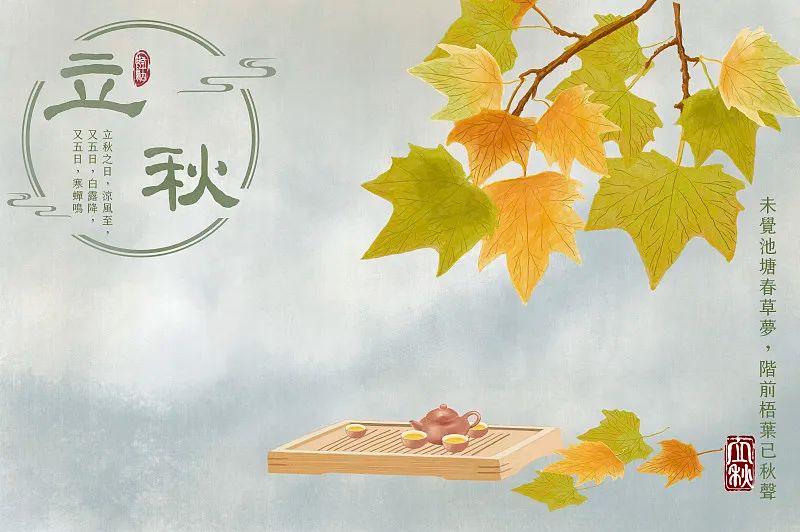 立秋
立秋之日，涼風至，
又五日，白露降，
又五日，寒蟬鳴
未覺池塘春草夢，階前梧葉已秋聲
立秋